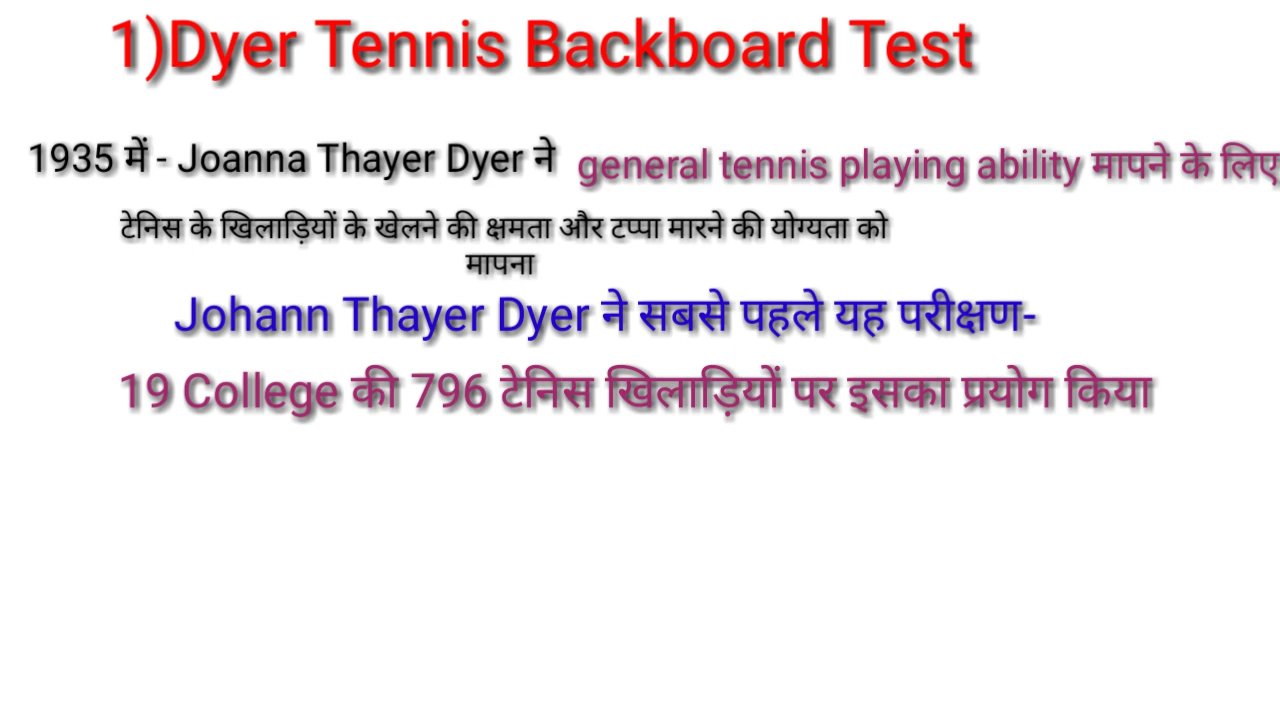 1)Dyer Tennis Backboard Test
1935 में - Joanna Thayer Dyer ने general tennis playing ability मापने के लिए
टेनिस के खिलाड़ियों के खेलने की क्षमता और टप्पा मारने की योग्यता को
मापना
Johann Thayer Dyer ने सबसे पहले यह परीक्षण-
19 College की 796 टेनिस खिलाड़ियों पर इसका प्रयोग किया